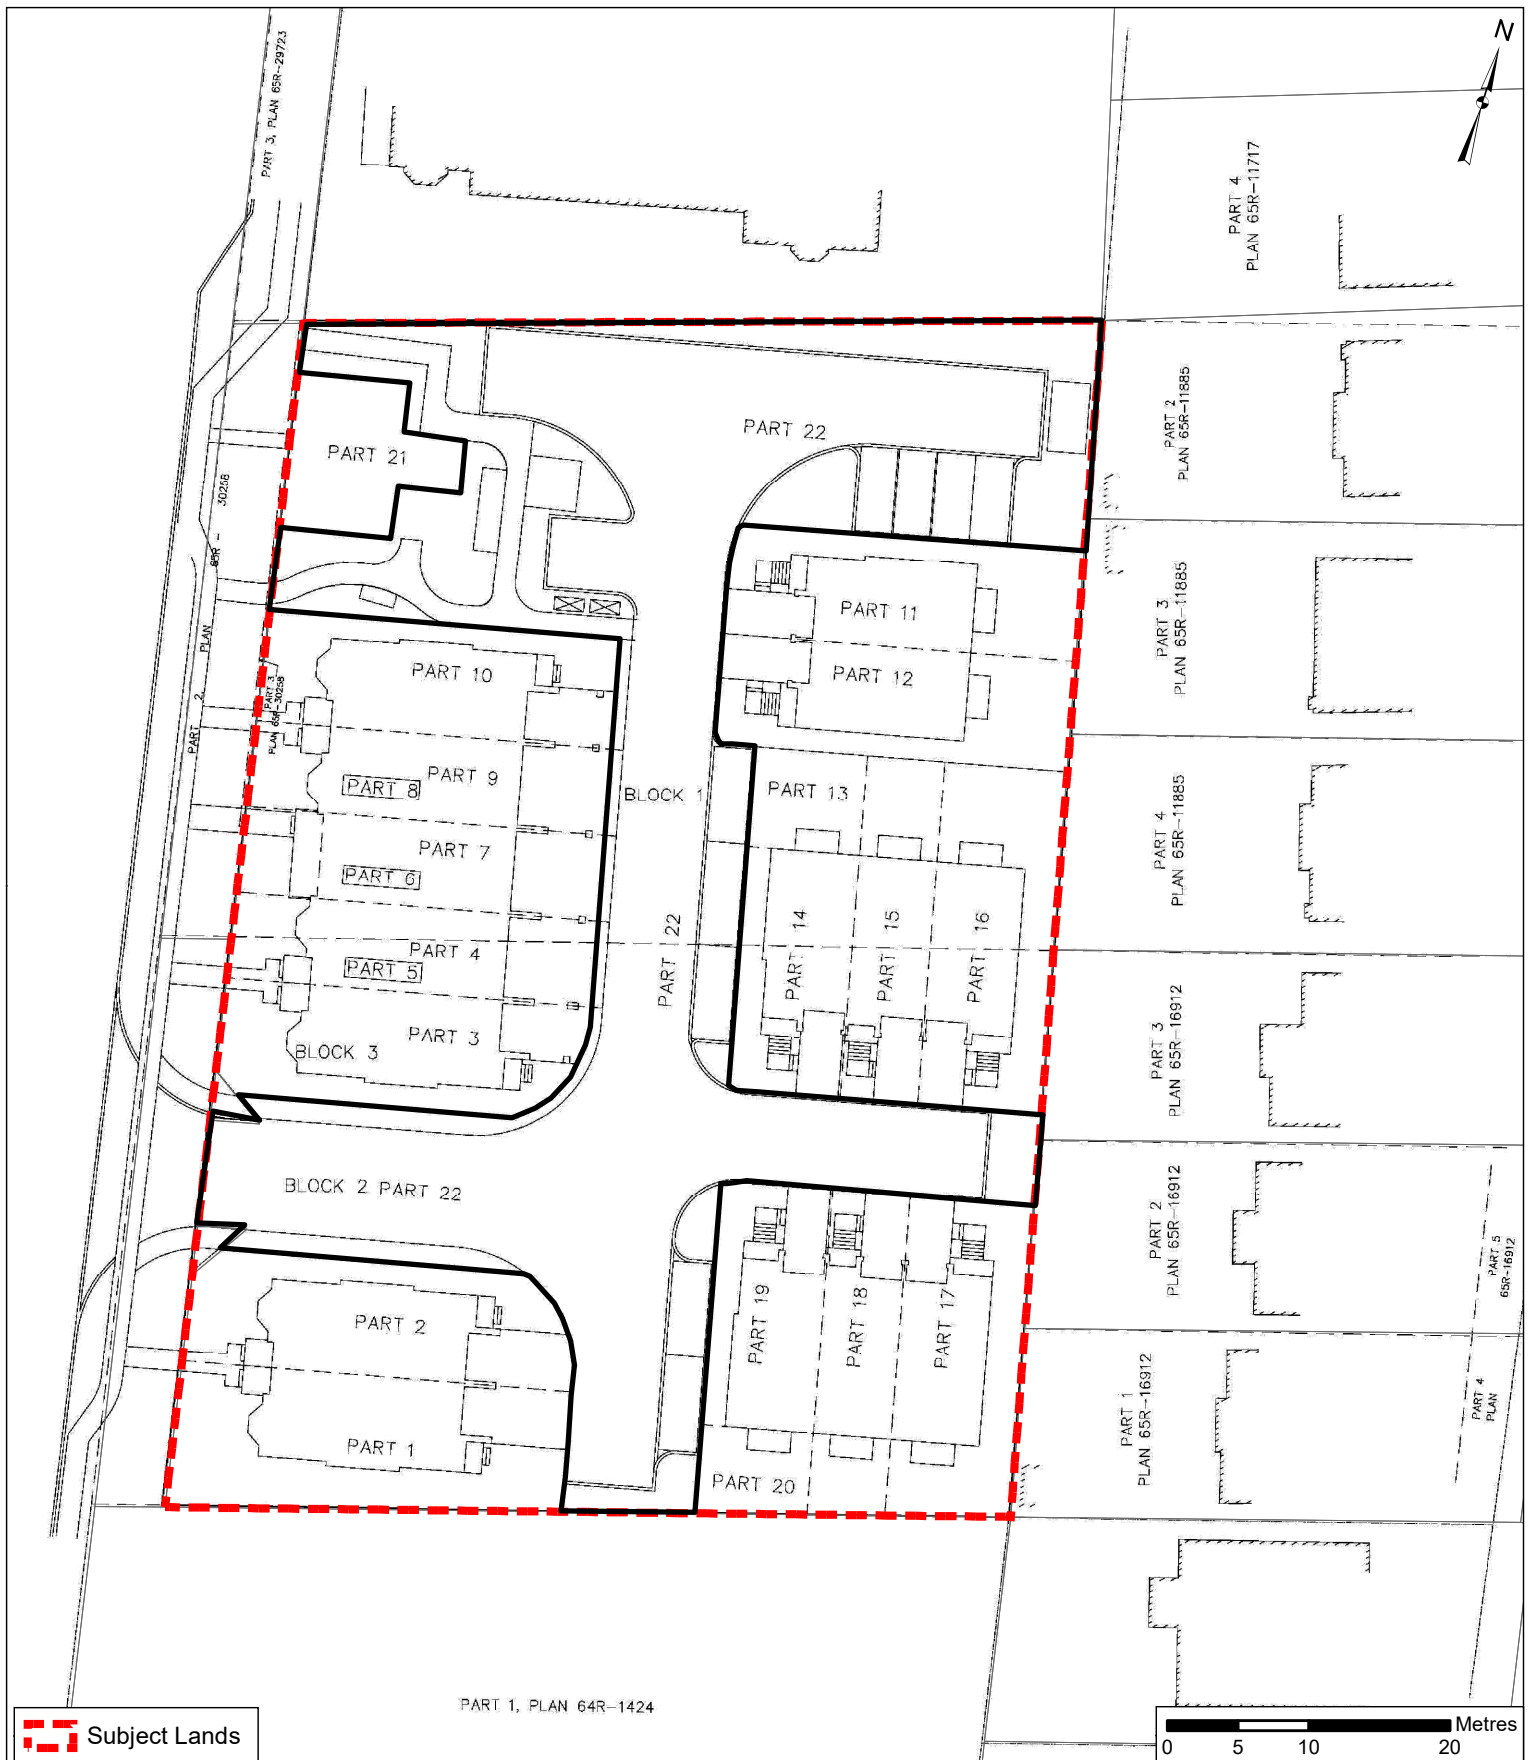 N
PART 3, PLAN 65R-29723
PART 4
PLAN 65R-11717
PART 2
PLAN 65R-11885
PART 22
PART 21
PART 2 PLAN 65R - 30258
PART 3
PLAN 65R-11885
PART 11
PART 12
PART 10
PART 3
PLAN 65R-30258
PART 9
PART 8
BLOCK 1
PART 13
PART 4
PLAN 65R-11885
PART 7
PART 6
PART 22
PART 14
PART 15
PART 16
PART 4
PART 5
PART 3
BLOCK 3
PART 3
PLAN 65R-16912
BLOCK 2 PART 22
PART 2
PLAN 65R-16912
PART 5
65R-16912
PART 19
PART 18
PART 17
PART 2
PART 1
PLAN 65R-16912
PART 4
PLAN
PART 1
PART 20
PART 1, PLAN 64R-1424
Subject Lands
Metres
0 5 10 20